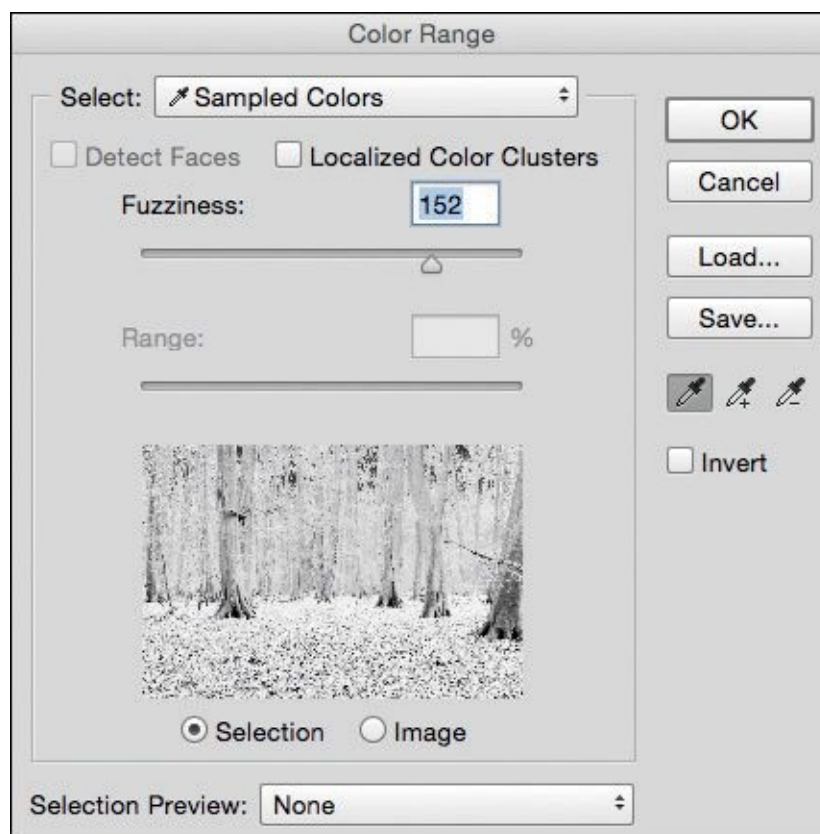 Color Range
Select: Sampled Colors
OK
Detect Faces Localized Color Clusters
Cancel
Fuzziness: 152
Load...
Save...
Range: %
Invert
Selection Image
Selection Preview: None